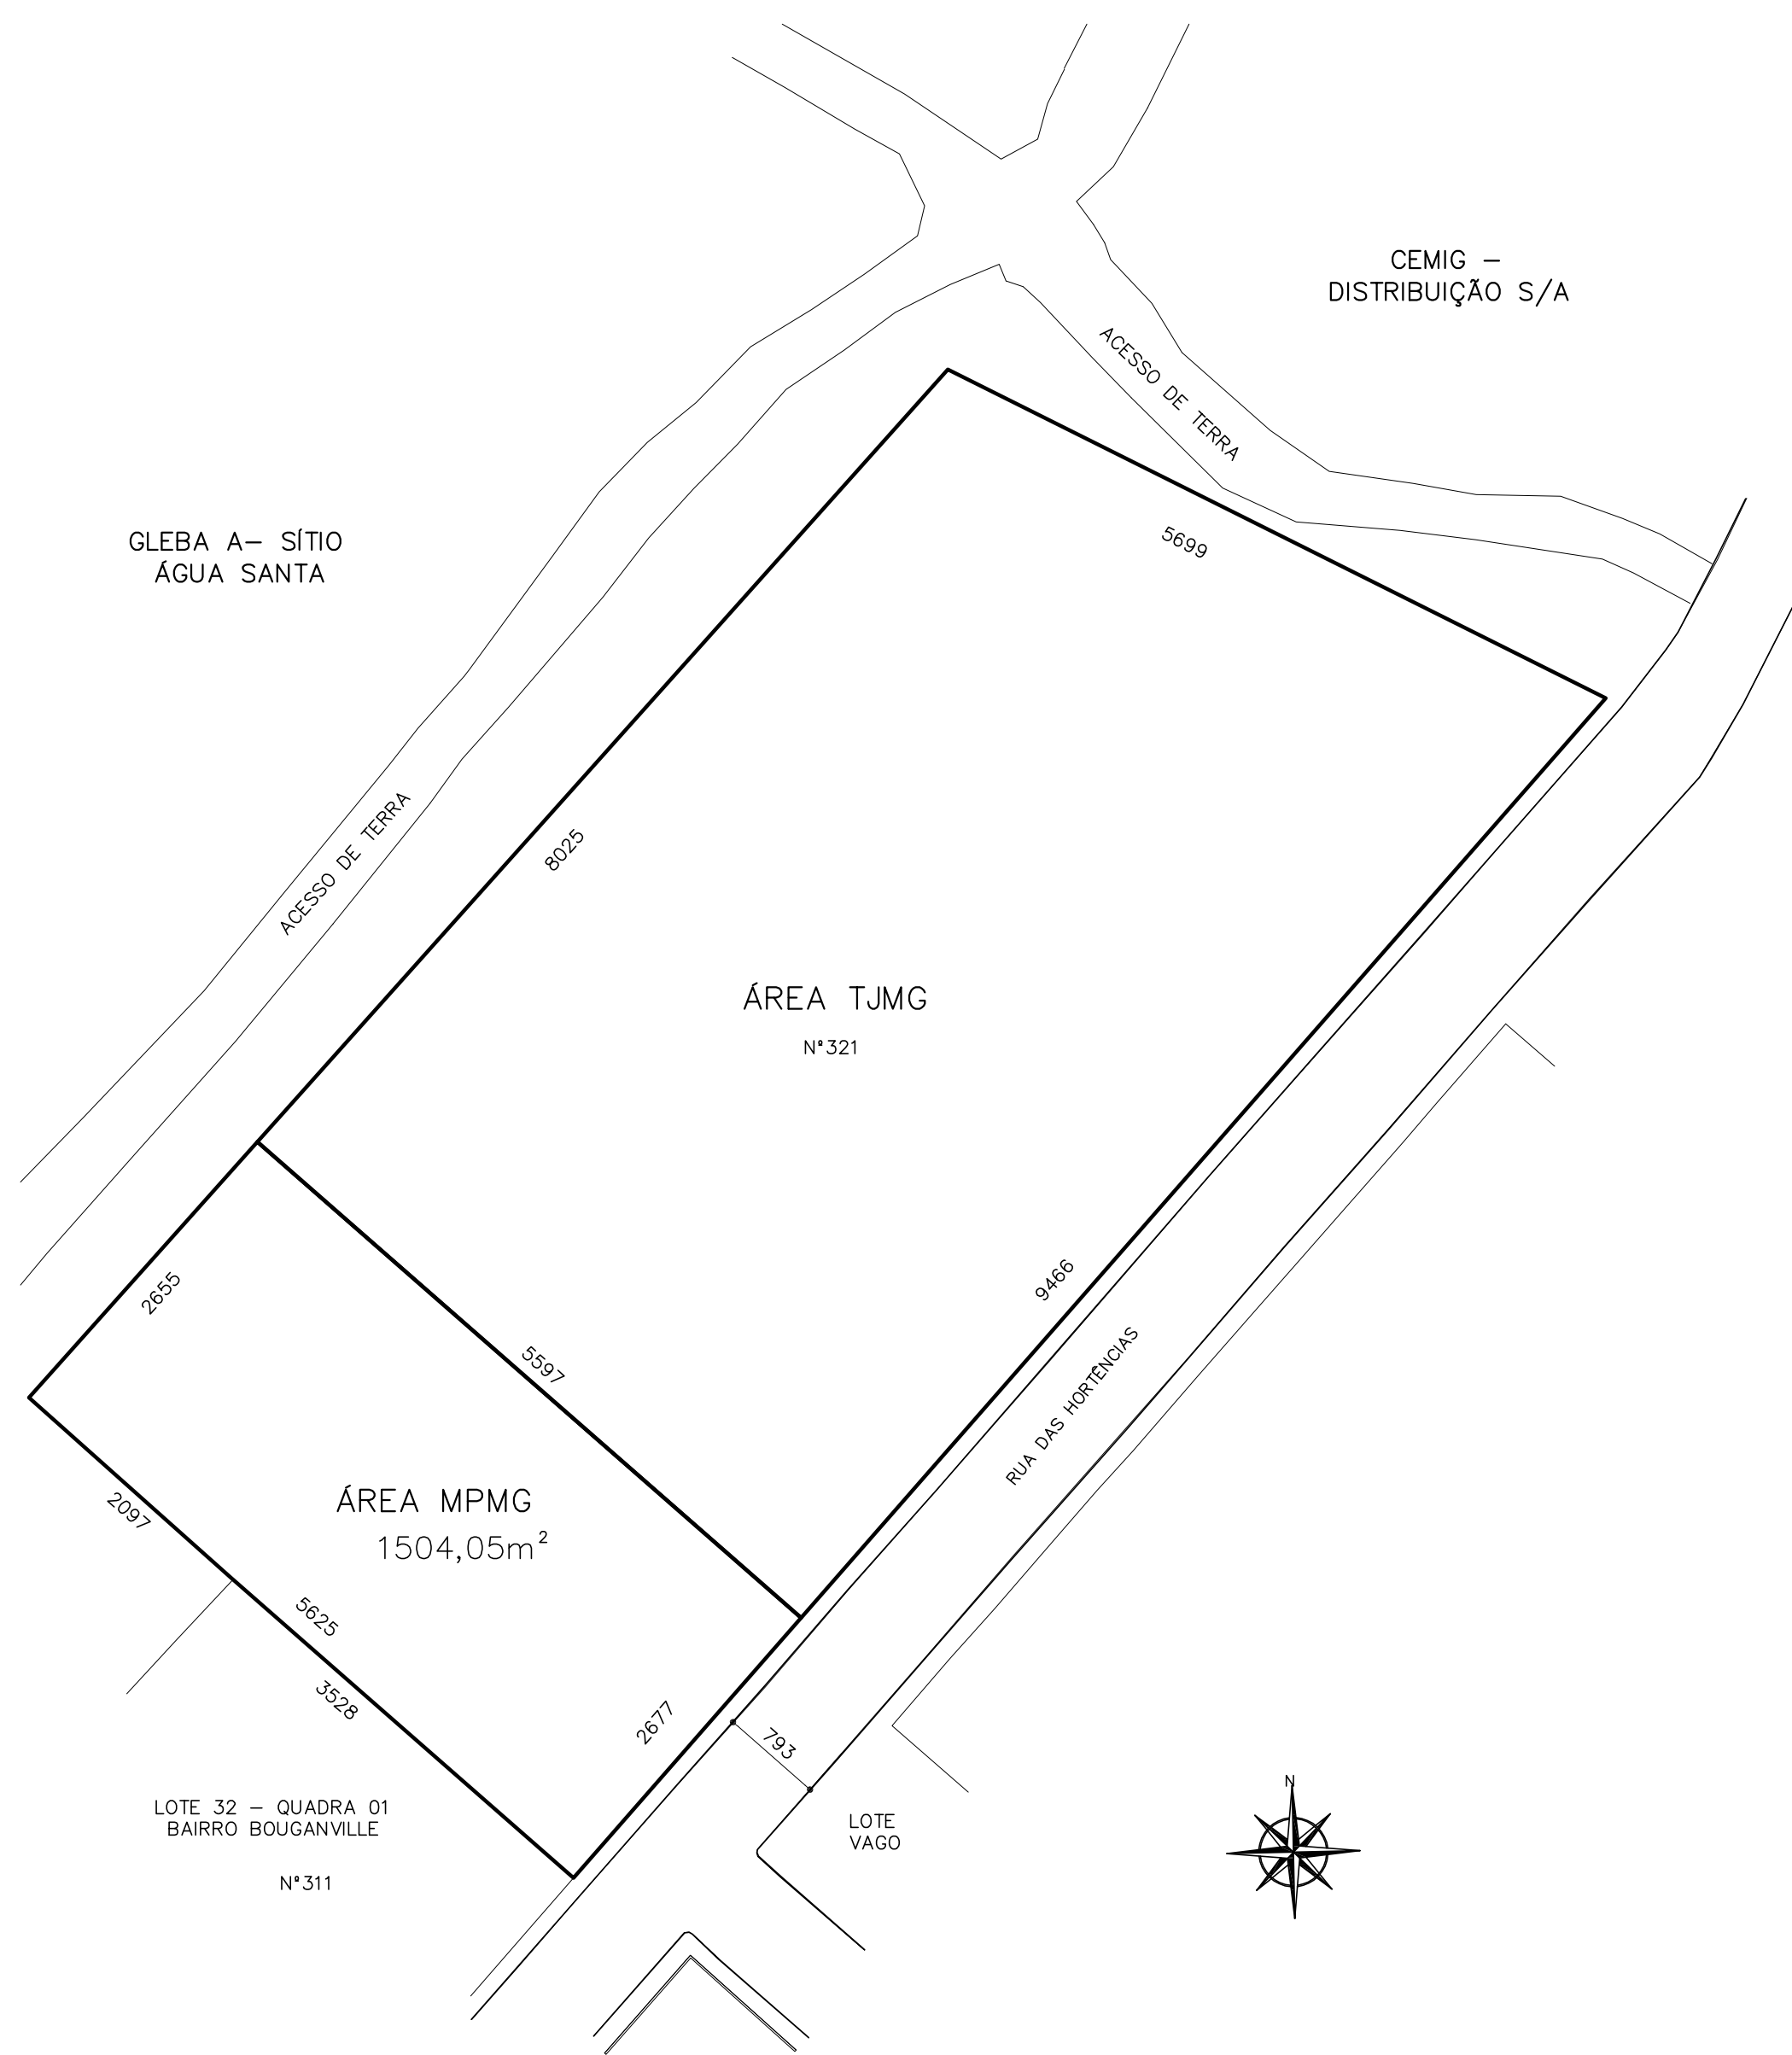 CEMIG –
DISTRIBUIÇÃO S/A
ACESSO DE TERRA
5699
GLEBA A– SÍTIO
ÁGUA SANTA
8025
ACESSO DE TERRA
ÁREA TJMG
Nº321
2655
9466
5597
RUA DAS HORTÊNCIAS
ÁREA MPMG
1504,05m²
2097
5625
3528
2677
793
LOTE 32 – QUADRA 01
BAIRRO BOUGANVILLE
Nº311
LOTE
VAGO
N